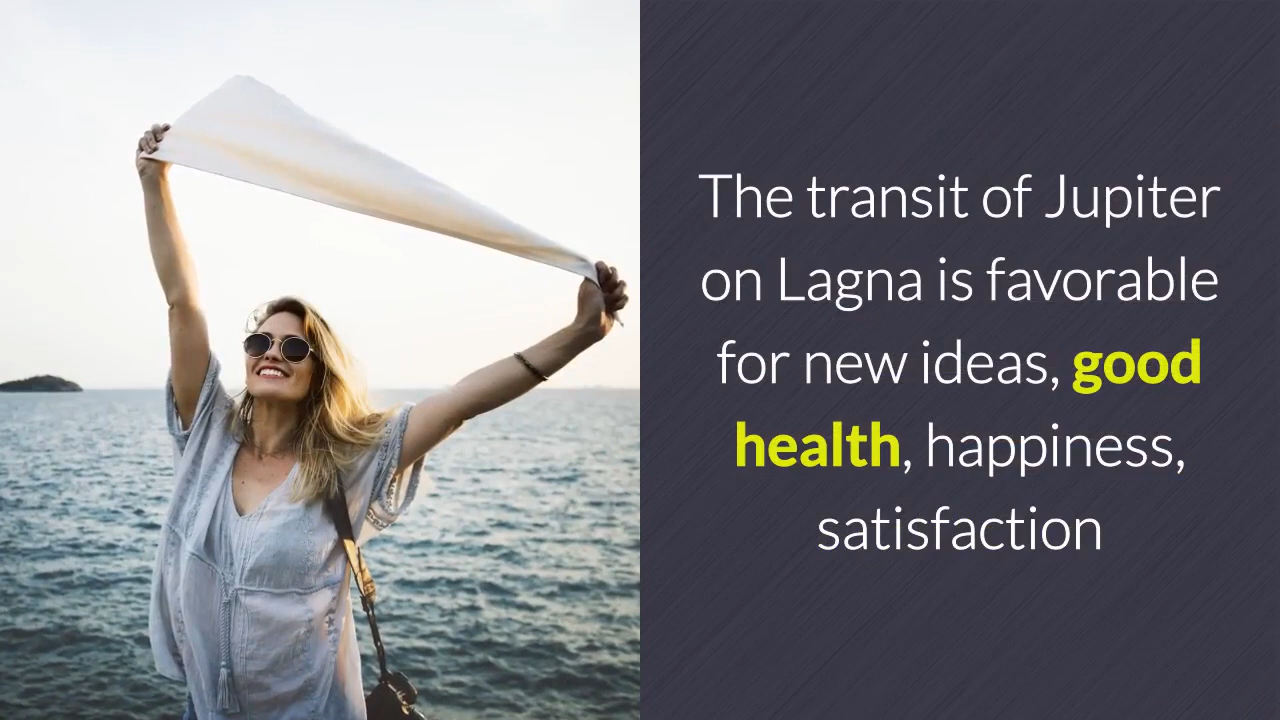 The transit of Jupiter
on Lagna is favorable
for new ideas, good
health, happiness,
satisfaction